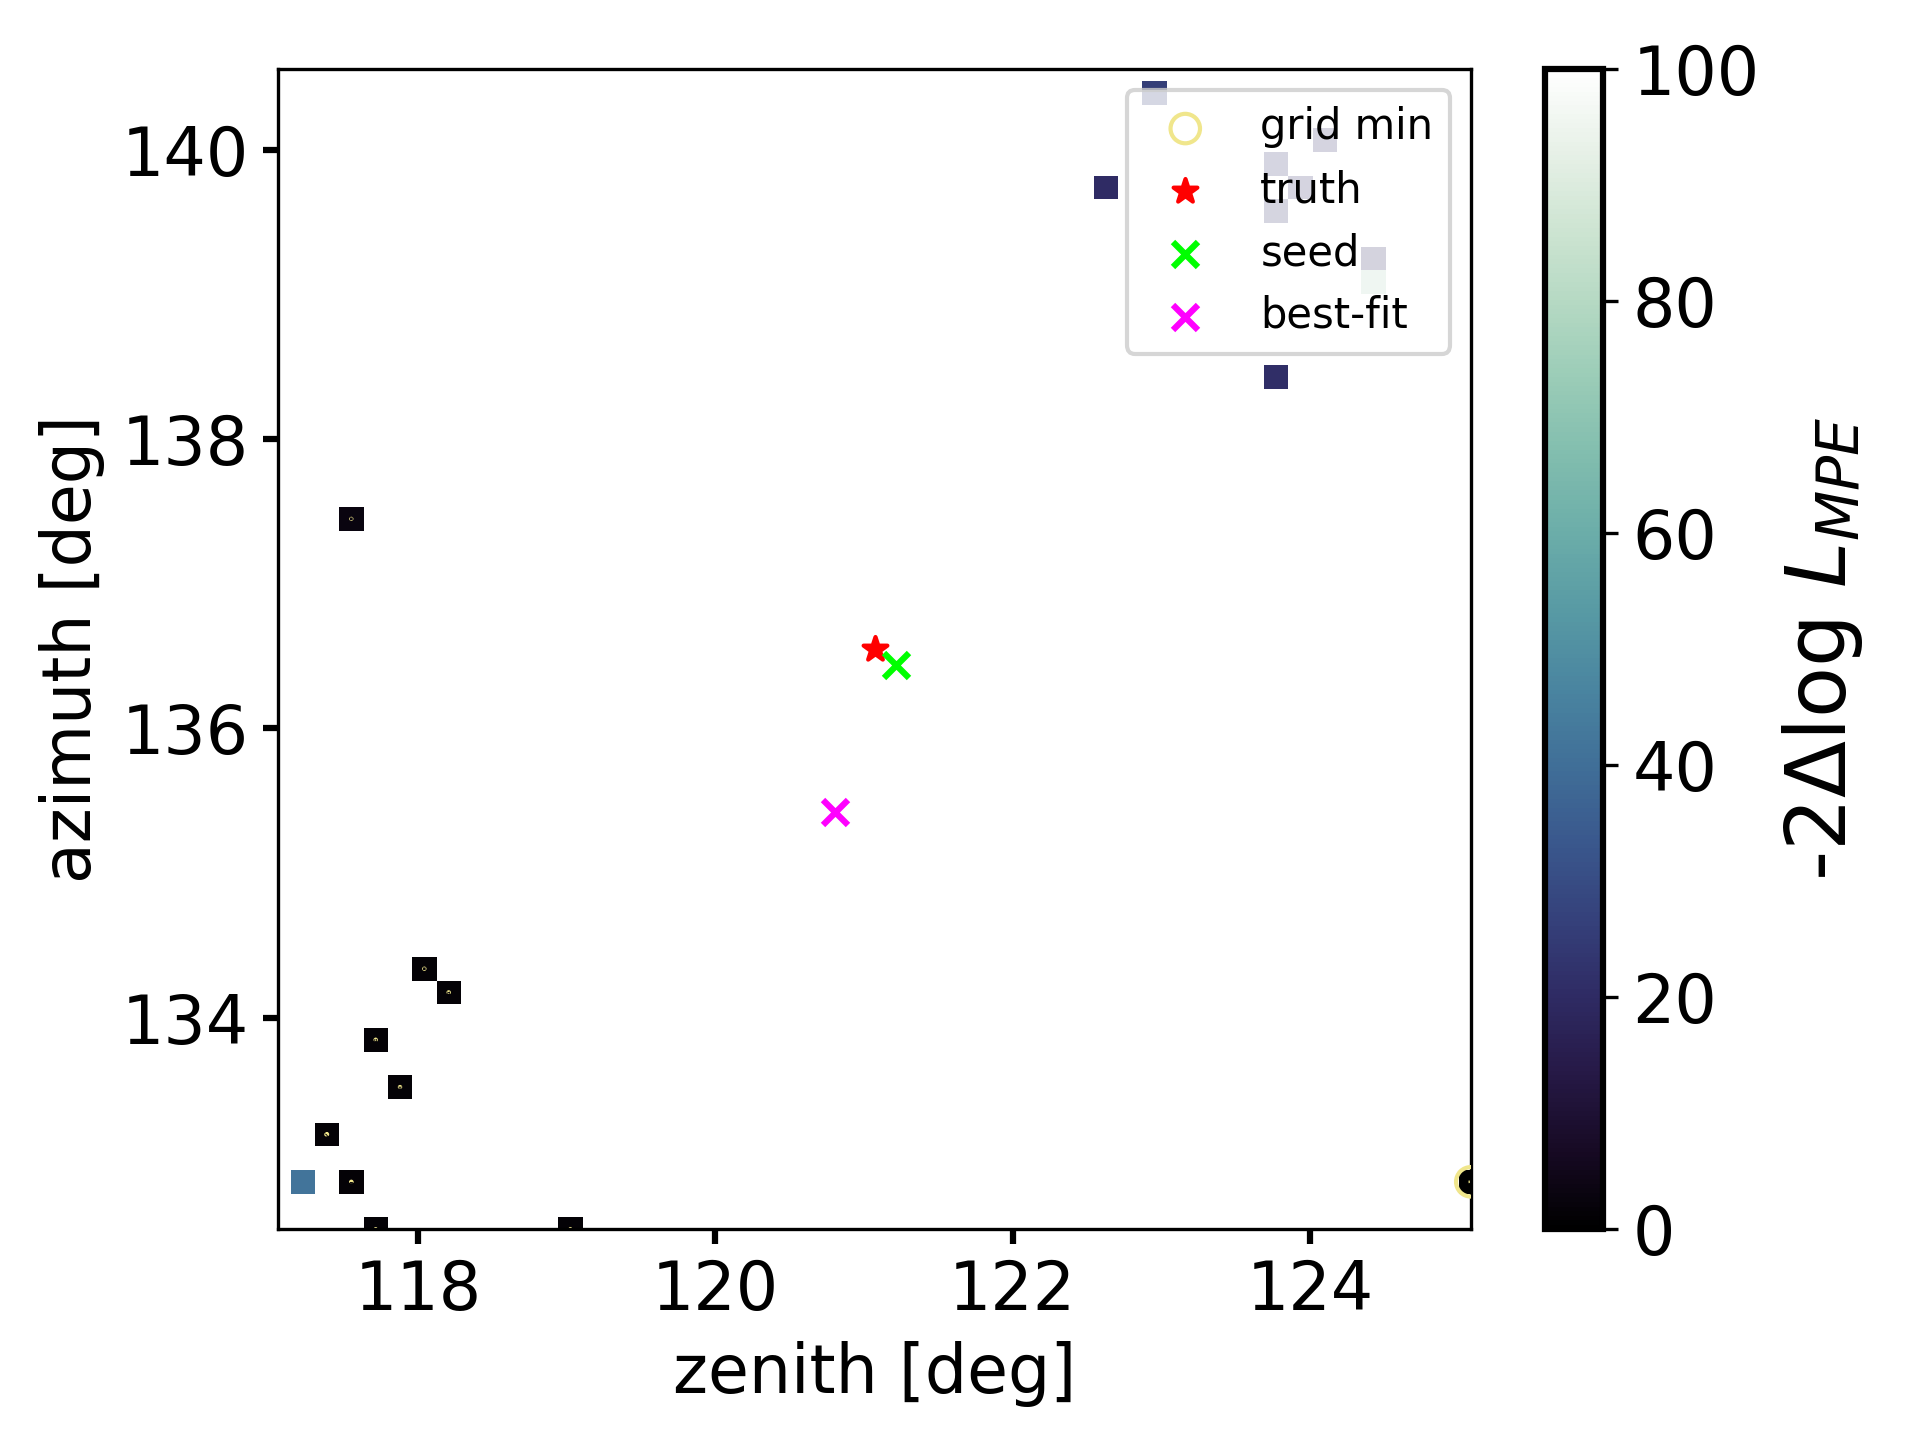 140
138
136
134
azimuth [deg]
118
120
122
124
zenith [deg]
grid min
truth
seed
best-fit
100
80
60
40
20
0
-2Δlog L_MPE